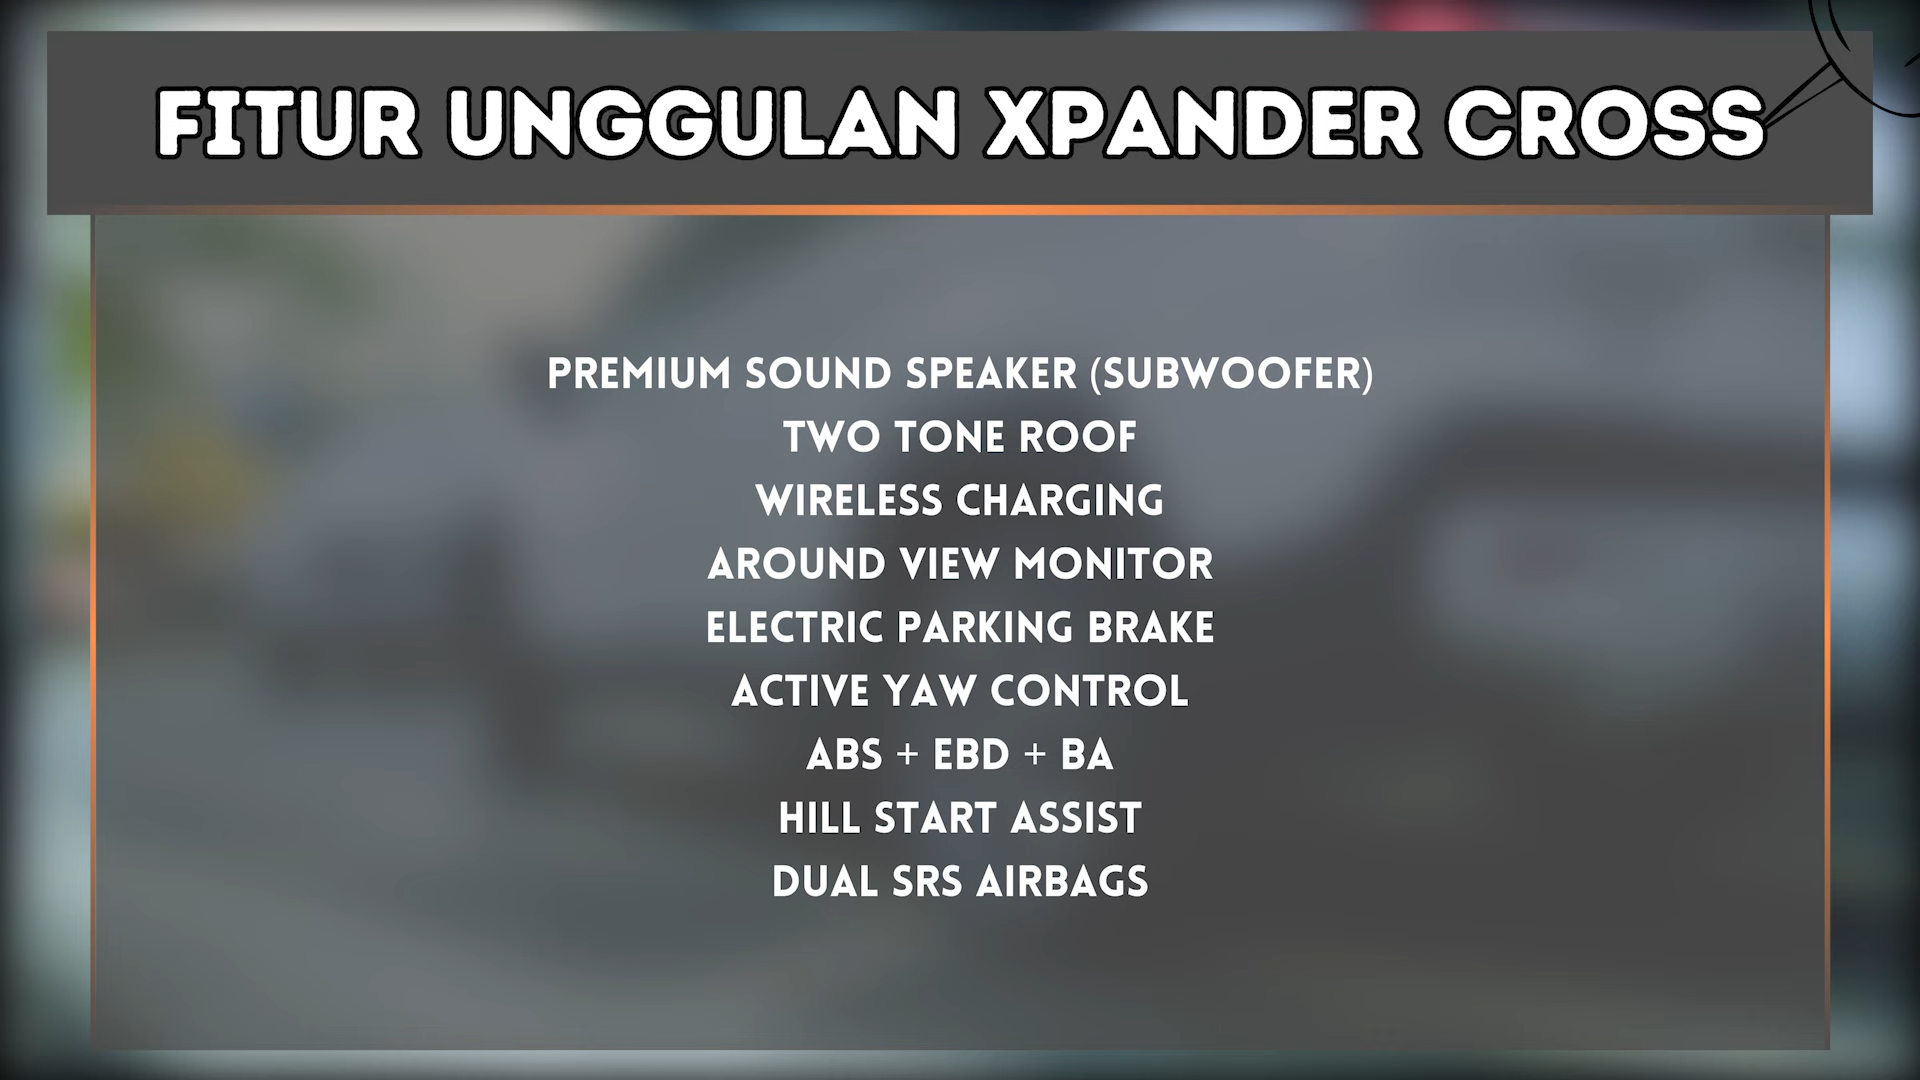 FITUR UNGGULAN XPANDER CROSS
PREMIUM SOUND SPEAKER (SUBWOOFER)
TWO TONE ROOF
WIRELESS CHARGING
AROUND VIEW MONITOR
ELECTRIC PARKING BRAKE
ACTIVE YAW CONTROL
ABS + EBD + BA
HILL START ASSIST
DUAL SRS AIRBAGS